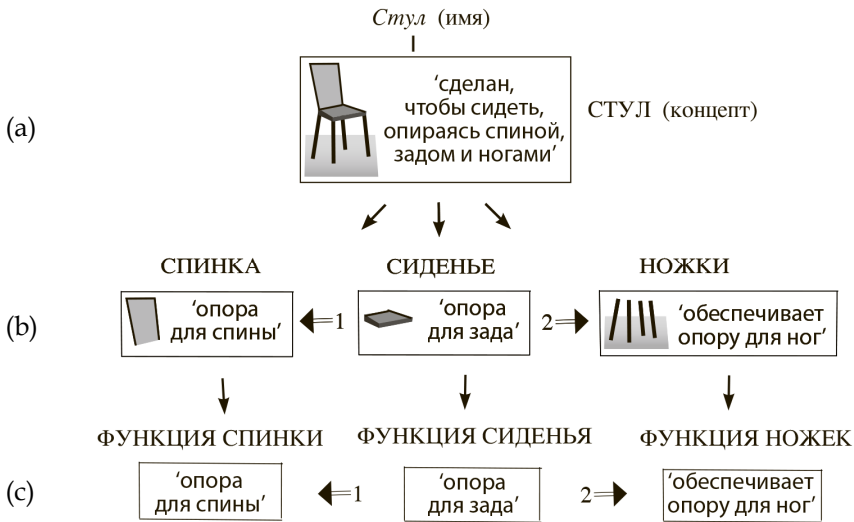 Стул (имя)
(a)
‘сделан,
чтобы сидеть,
опираясь спиной,
задом и ногами’
СТУЛ (концепт)
СПИНКА СИДЕНЬЕ НОЖКИ
(b)
‘опора
для спины’
1
‘опора
для зада’
2
‘обеспечивает
опору для ног’
ФУНКЦИЯ СПИНКИ ФУНКЦИЯ СИДЕНЬЯ ФУНКЦИЯ НОЖЕК
(c)
‘опора
для спины’
1
‘опора
для зада’
2
‘обеспечивает
опору для ног’